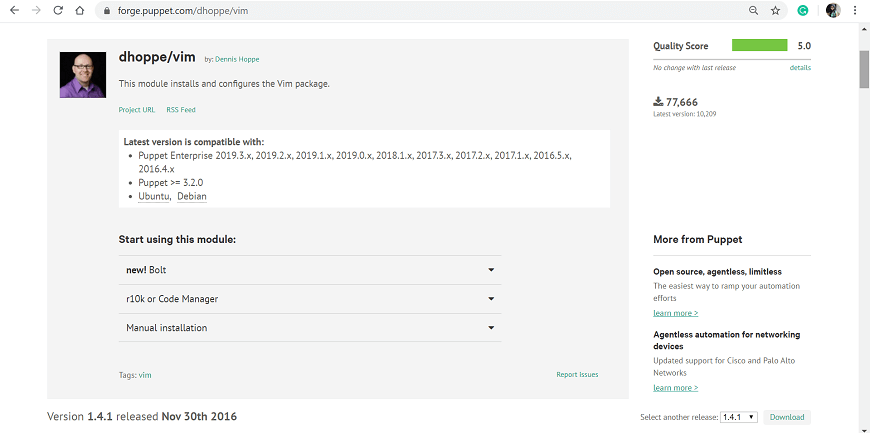 forge.puppet.com/dhoppe/vim
dhoppe/vim by: Dennis Hoppe
This module installs and configures the Vim package.
Project URL RSS Feed
Latest version is compatible with:
• Puppet Enterprise 2019.3.x, 2019.2.x, 2019.1.x, 2019.0.x, 2018.1.x, 2017.3.x, 2017.2.x, 2017.1.x, 2016.5.x,
2016.4.x
• Puppet >= 3.2.0
• Ubuntu, Debian
Start using this module:
new! Bolt
r10k or Code Manager
Manual installation
Tags: vim
Report issues
Quality Score 5.0
No change with last release details
77,666
Latest version: 10,209
More from Puppet
Open source, agentless, limitless
The easiest way to ramp your automation
efforts
learn more >
Agentless automation for networking
devices
Updated support for Cisco and Palo Alto
Networks
learn more >
Version 1.4.1 released Nov 30th 2016
Select another release: 1.4.1 Download